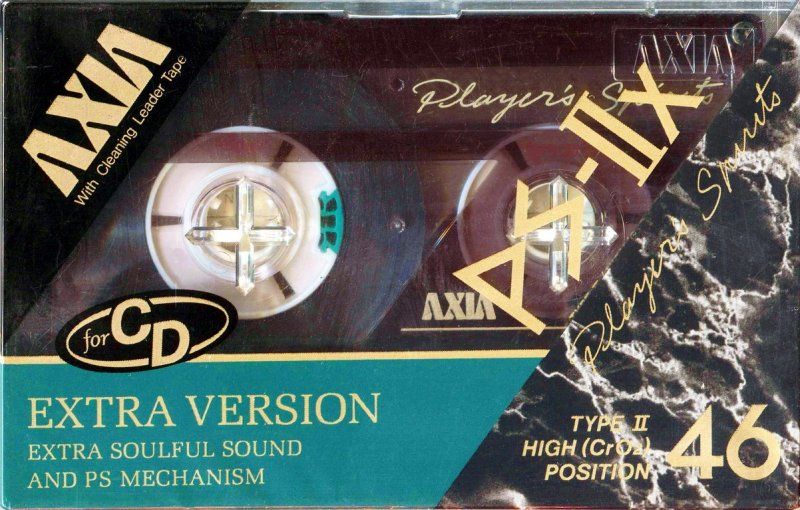 AXIA
With Cleaning Leader Tape
AXIA
Player's Spirits
PS-IIx
AXIA
Player's Spirits
for CD
EXTRA VERSION
EXTRA SOULFUL SOUND
AND PS MECHANISM
TYPE II
HIGH (CrO2)
POSITION
46